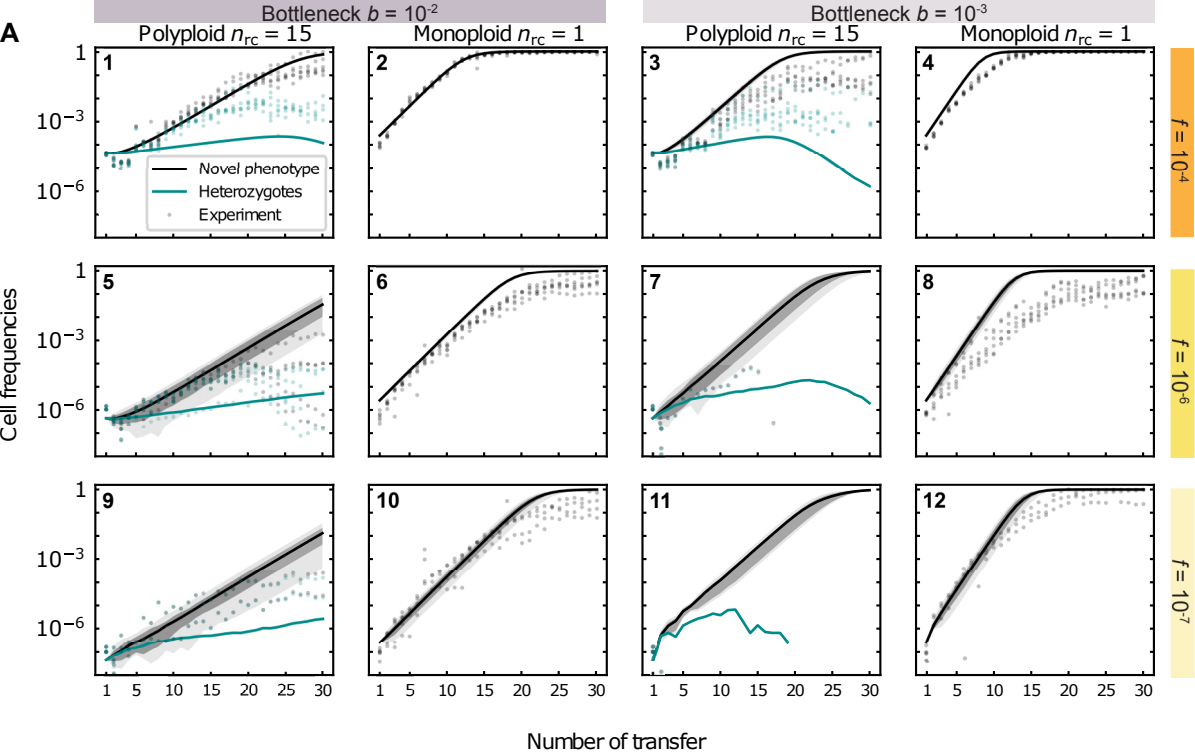 Bottleneck b = 10⁻²
Bottleneck b = 10⁻³
A
Polyploid nrc = 15
Monoploid nrc = 1
Polyploid nrc = 15
Monoploid nrc = 1
1
2
3
4
1
10⁻³
10⁻⁶
Novel phenotype
Heterozygotes
Experiment
f = 10⁻⁴
5
6
7
8
1
10⁻³
10⁻⁶
f = 10⁻⁶
Cell frequencies
9
10
11
12
1
10⁻³
10⁻⁶
f = 10⁻⁷
1 5 10 15 20 25 30
1 5 10 15 20 25 30
1 5 10 15 20 25 30
1 5 10 15 20 25 30
Number of transfer